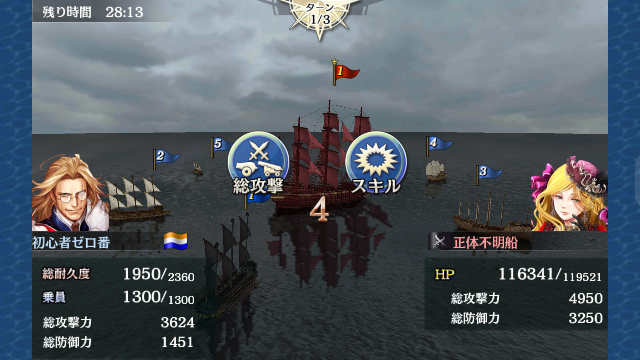 残り時間 28:13
ターン
1/3
1
2
5
4
3
1
総攻撃
スキル
4
初心者ゼロ番
正体不明船
総耐久度 1950/2360
乗員 1300/1300
総攻撃力 3624
総防御力 1451
HP 116341/119521
総攻撃力 4950
総防御力 3250